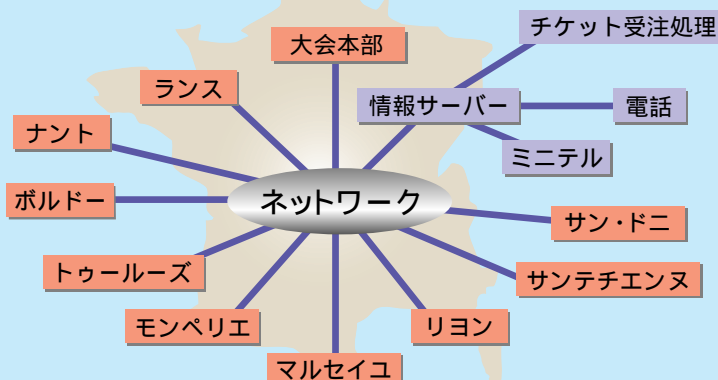 チケット受注処理
大会本部
ランス
情報サーバー
電話
ナント
ミニテル
ボルドー
ネットワーク
サン・ドニ
トゥールーズ
サンテチエンヌ
モンペリエ
リヨン
マルセイユ